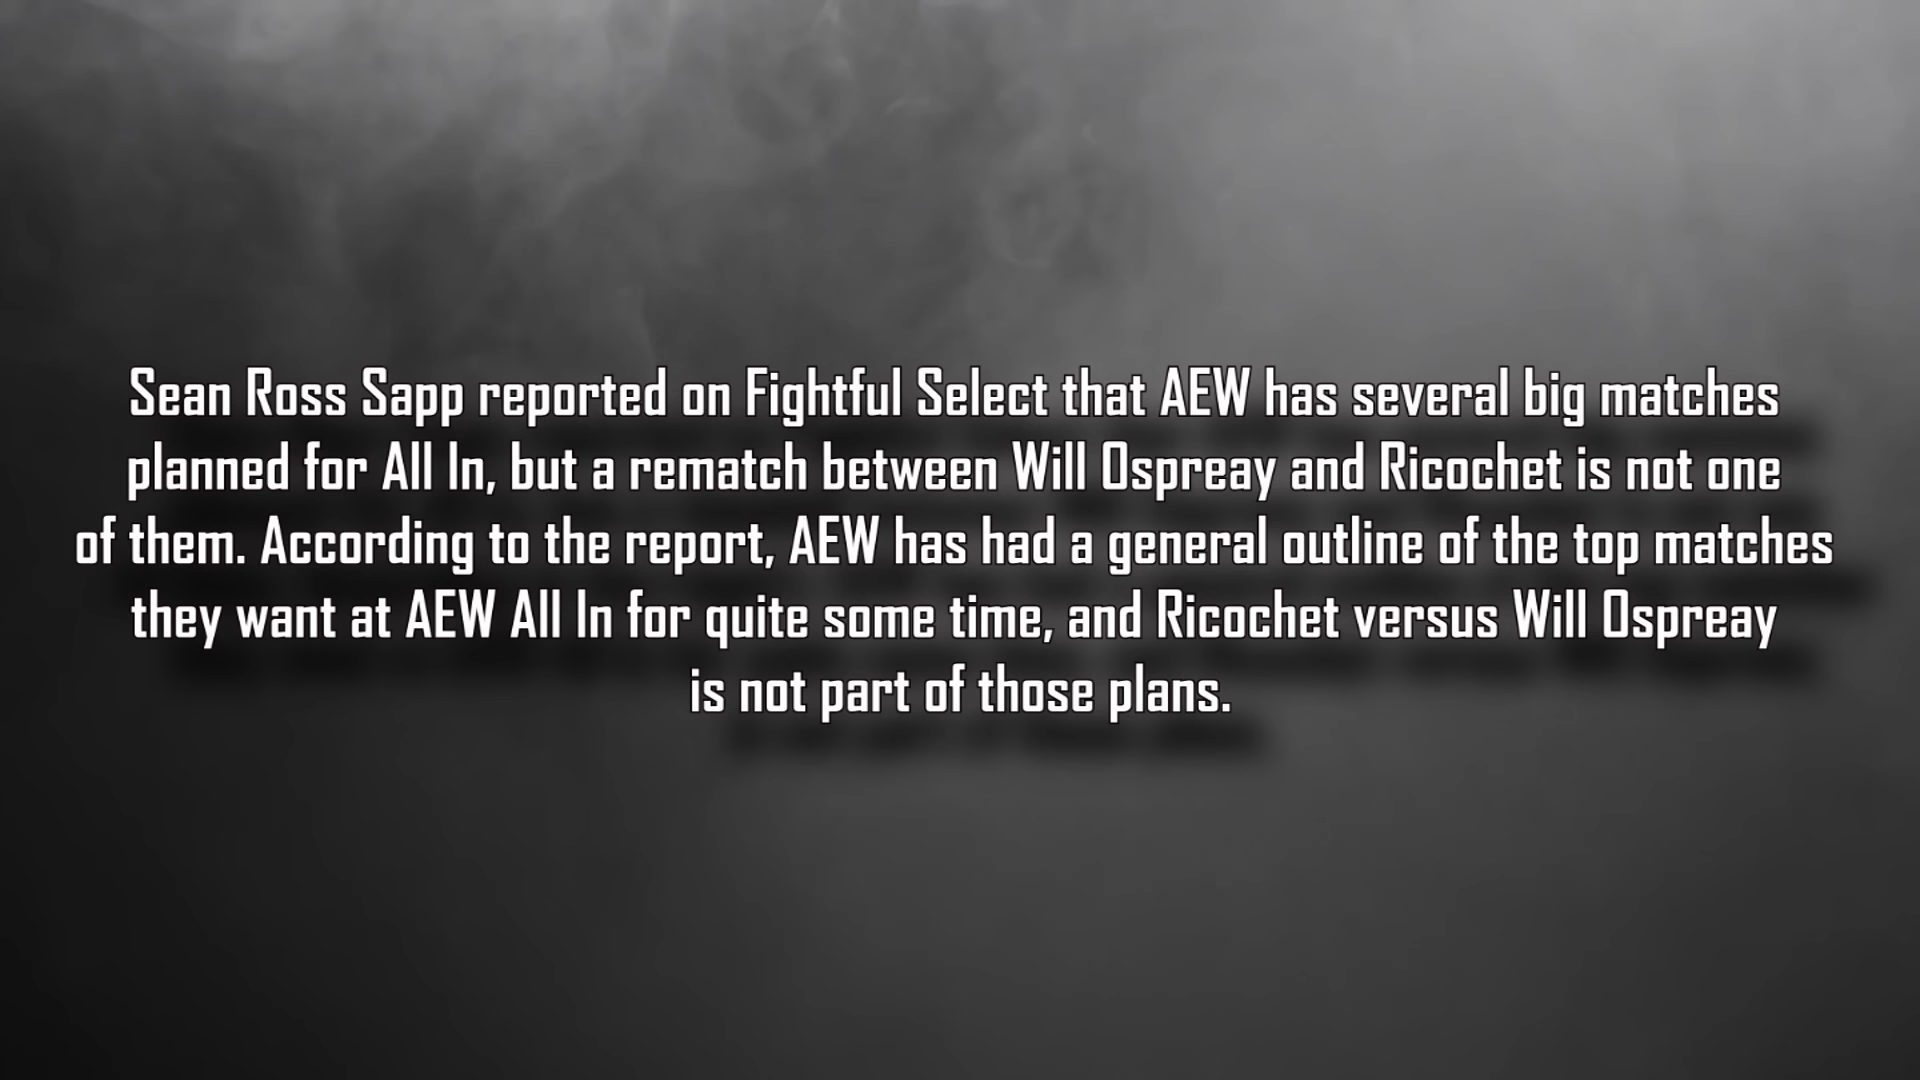 Sean Ross Sapp reported on Fightful Select that AEW has several big matches
planned for All In, but a rematch between Will Ospreay and Ricochet is not one
of them. According to the report, AEW has had a general outline of the top matches
they want at AEW All In for quite some time, and Ricochet versus Will Ospreay
is not part of those plans.